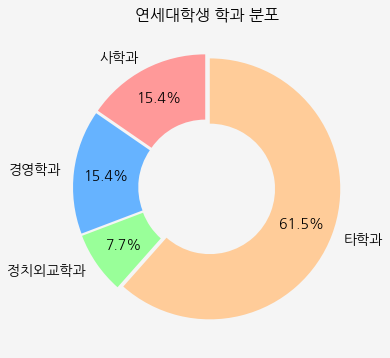 연세대학생 학과 분포
사학과
15.4%
경영학과
15.4%
정치외교학과
7.7%
61.5%
타학과